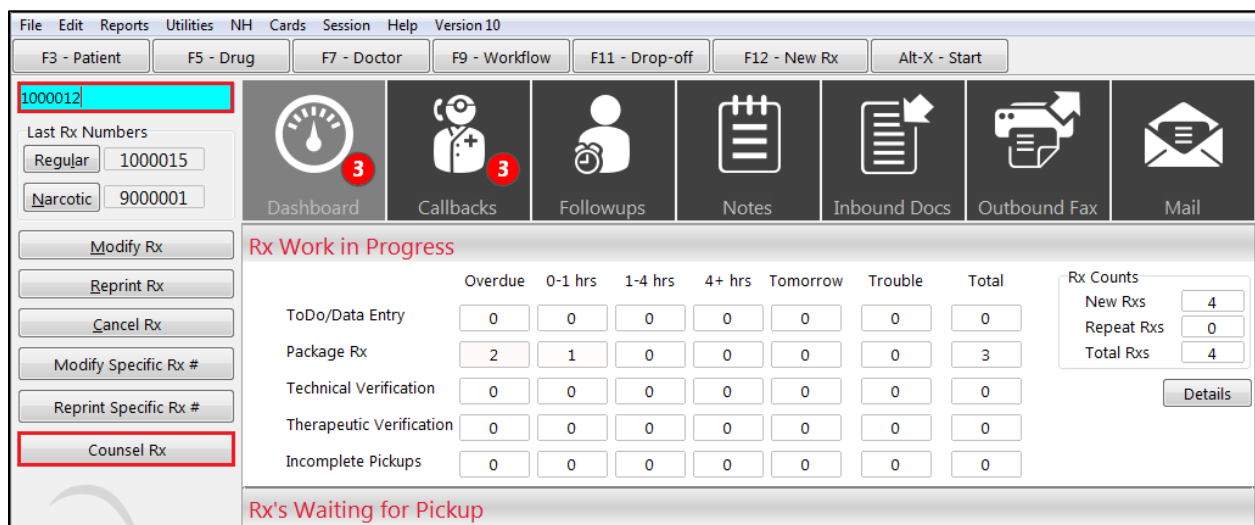 File Edit Reports Utilities NH Cards Session Help Version 10
F3 - Patient F5 - Drug F7 - Doctor F9 - Workflow F11 - Drop-off F12 - New Rx Alt-X - Start
1000012
Last Rx Numbers
Regular 1000015
Narcotic 9000001
Modify Rx
Reprint Rx
Cancel Rx
Modify Specific Rx #
Reprint Specific Rx #
Counsel Rx
3 3
Dashboard Callbacks Followups Notes Inbound Docs Outbound Fax Mail
Rx Work in Progress
Overdue 0-1 hrs 1-4 hrs 4+ hrs Tomorrow Trouble Total
ToDo/Data Entry 0 0 0 0 0 0 0
Package Rx 2 1 0 0 0 0 3
Technical Verification 0 0 0 0 0 0 0
Therapeutic Verification 0 0 0 0 0 0 0
Incomplete Pickups 0 0 0 0 0 0 0
Rx Counts
New Rxs 4
Repeat Rxs 0
Total Rxs 4
Details
Rx's Waiting for Pickup